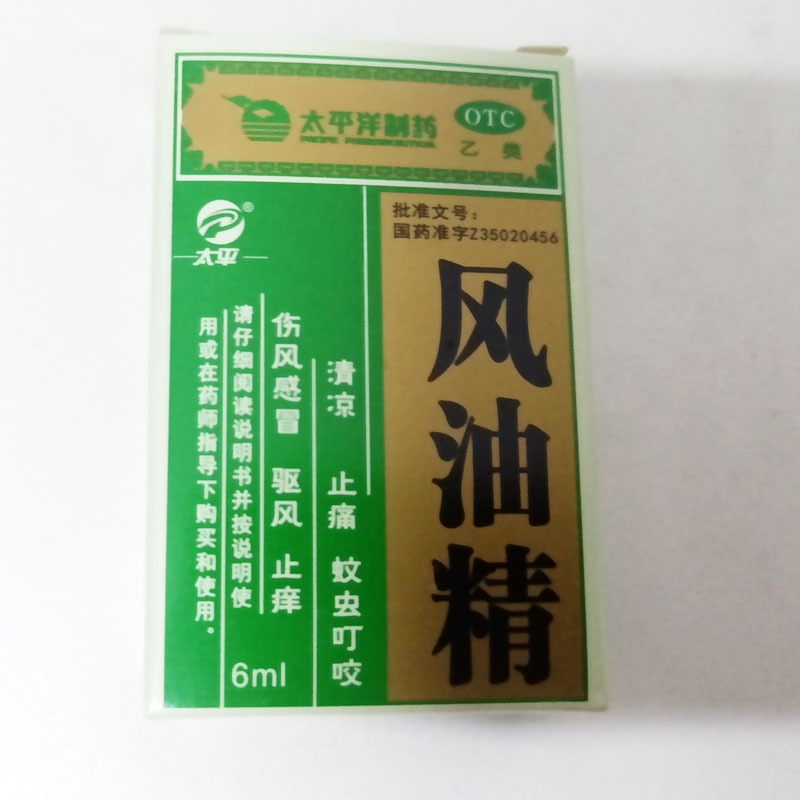 太平洋制药
PACIFIC PHARMACEUTICAL
OTC
乙类
太平
批准文号：
国药准字Z35020456
风油精
清凉 止痛 蚊虫叮咬
伤风感冒 驱风 止痒
请仔细阅读说明书并按说明使
用或在药师指导下购买和使用。
6ml